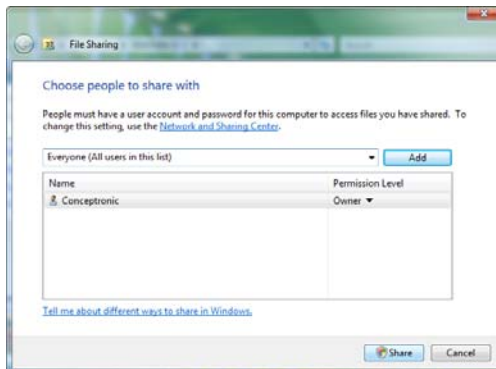 File Sharing
Choose people to share with
People must have a user account and password for this computer to access files you have shared. To
change this setting, use the Network and Sharing Center.
Everyone (All users in this list)
Add
Name Permission Level
Conceptronic Owner
Tell me about different ways to share in Windows.
Share Cancel